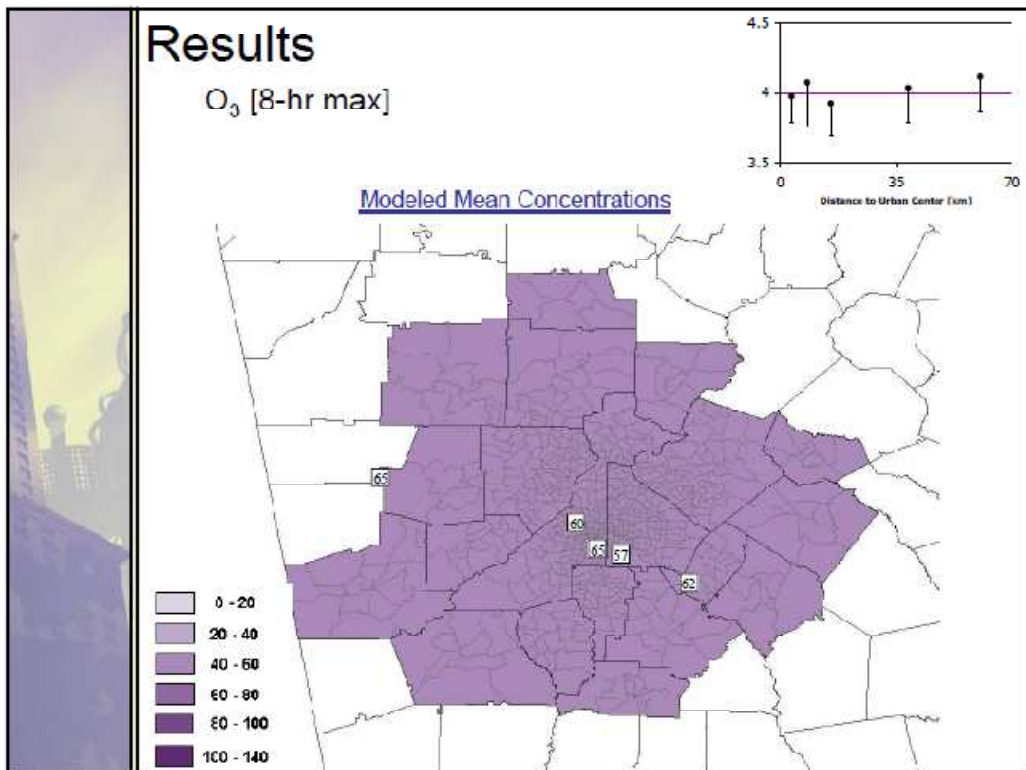 Results
O3 [8-hr max]
4.5
4
3.5
0 35 70
Distance to Urban Center [km]
Modeled Mean Concentrations
65
60
65
57
62
0 - 20
20 - 40
40 - 60
60 - 80
80 - 100
100 - 140